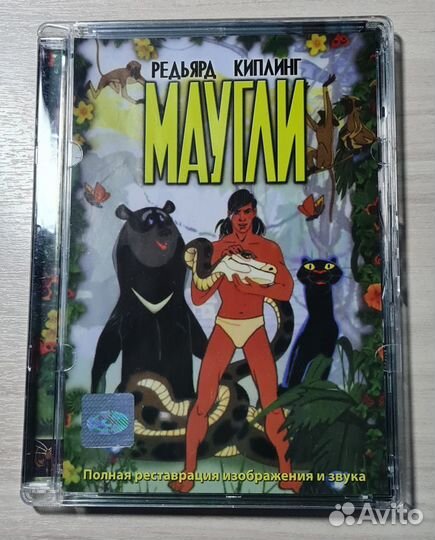 РЕДЬЯРД КИПЛИНГ
МАУГЛИ
Полная реставрация изображения и звука
Avito